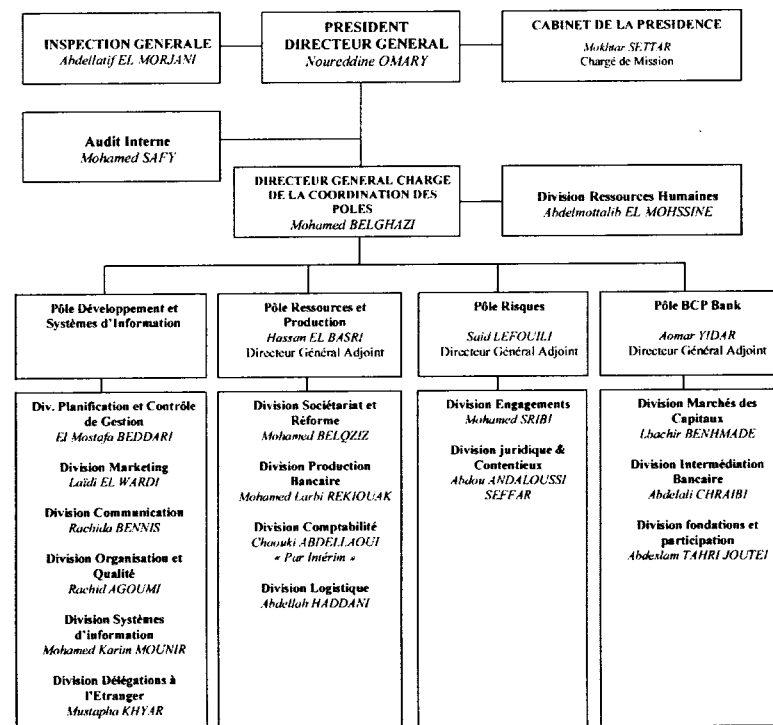 INSPECTION GENERALE
Abdellatif EL MORJANI
PRESIDENT
DIRECTEUR GENERAL
Noureddine OMARY
CABINET DE LA PRESIDENCE
Mokhtar SETTAR
Chargé de Mission
Audit Interne
Mohamed SAFY
DIRECTEUR GENERAL CHARGE
DE LA COORDINATION DES
POLES
Mohamed BELGHAZI
Division Ressources Humaines
Abdelmottalib EL MOHSSINE
Pôle Développement et
Systèmes d'Information
Pôle Ressources et
Production
Hassan EL BASRI
Directeur Général Adjoint
Pôle Risques
Said LEFOUILI
Directeur Général Adjoint
Pôle BCP Bank
Aomar YIDAR
Directeur Général Adjoint
Div. Planification et Contrôle
de Gestion
El Mostafa BEDDARI
Division Marketing
Laïdi EL WARDI
Division Communication
Rachida BENNIS
Division Organisation et
Qualité
Rachid AGOUMI
Division Systèmes
d'information
Mohamed Karim MOUNIR
Division Délégations à
l'Etranger
Mustapha KHYAR
Division Sociétariat et
Réforme
Mohamed BELQZIZ
Division Production
Bancaire
Mohamed Larbi REKIOUAK
Division Comptabilité
Chaouki ABDELLAOUI
« Par Intérim »
Division Logistique
Abdellah HADDANI
Division Engagements
Mohamed SRIBI
Division juridique &
Contentieux
Abdou ANDALOUSSI
SEFFAR
Division Marchés des
Capitaux
Lbachir BENHMADE
Division Intermédiation
Bancaire
Abdelali CHRAIBI
Division fondations et
participation
Abdeslam TAHRI JOUTEI